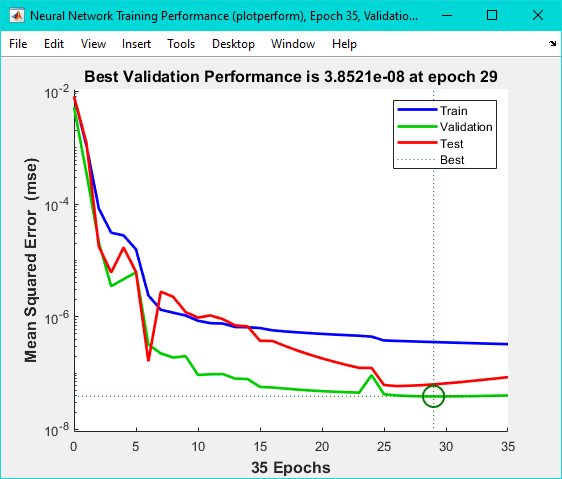 Neural Network Training Performance (plotperform), Epoch 35, Validatio...
File Edit View Insert Tools Desktop Window Help
Best Validation Performance is 3.8521e-08 at epoch 29
10-2
10-4
10-6
10-8
Mean Squared Error (mse)
Train
Validation
Test
Best
0 5 10 15 20 25 30 35
35 Epochs